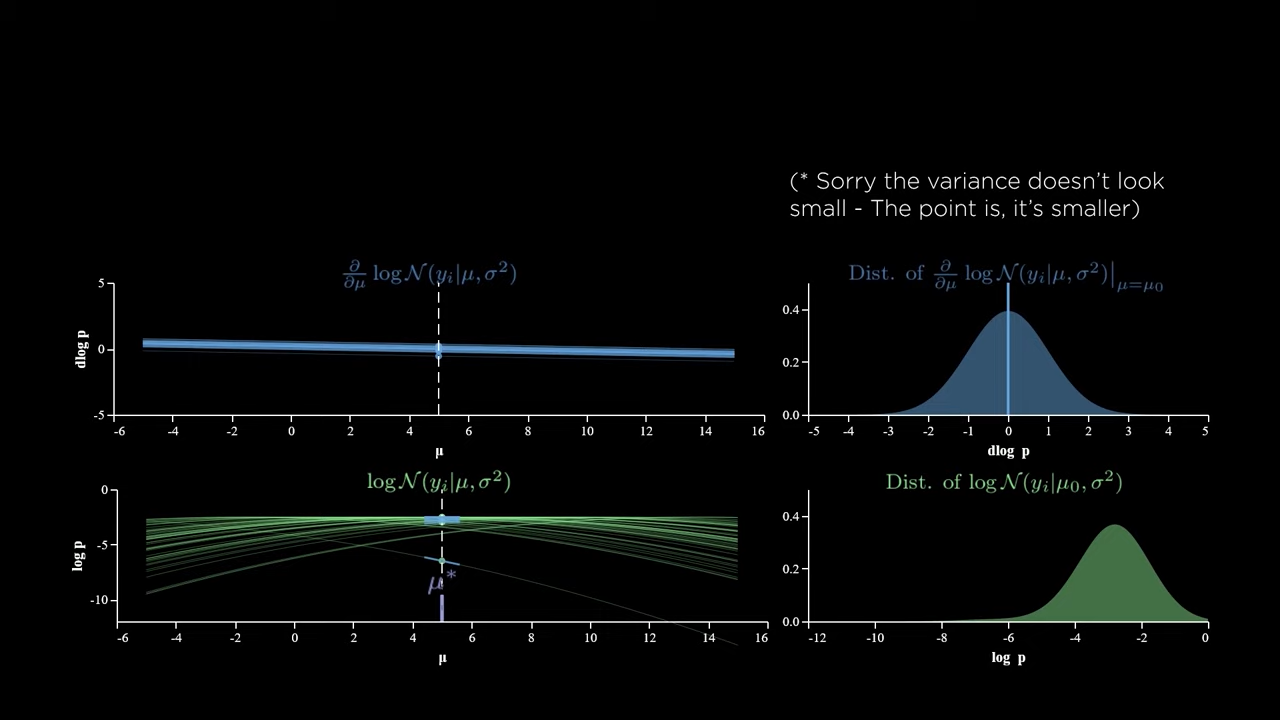 (* Sorry the variance doesn't look
small - The point is, it's smaller)
∂/∂μ log N(y_i|μ, σ²)
5
0
-5
dlog p
-6 -4 -2 0 2 4 6 8 10 12 14 16
μ
Dist. of ∂/∂μ log N(y_i|μ, σ²)|_{μ=μ₀}
0.4
0.2
0.0
-5 -4 -3 -2 -1 0 1 2 3 4 5
dlog p
log N(y_i|μ, σ²)
0
-5
-10
log p
μ*
-6 -4 -2 0 2 4 6 8 10 12 14 16
μ
Dist. of log N(y_i|μ₀, σ²)
0.4
0.2
0.0
-12 -10 -8 -6 -4 -2 0
log p